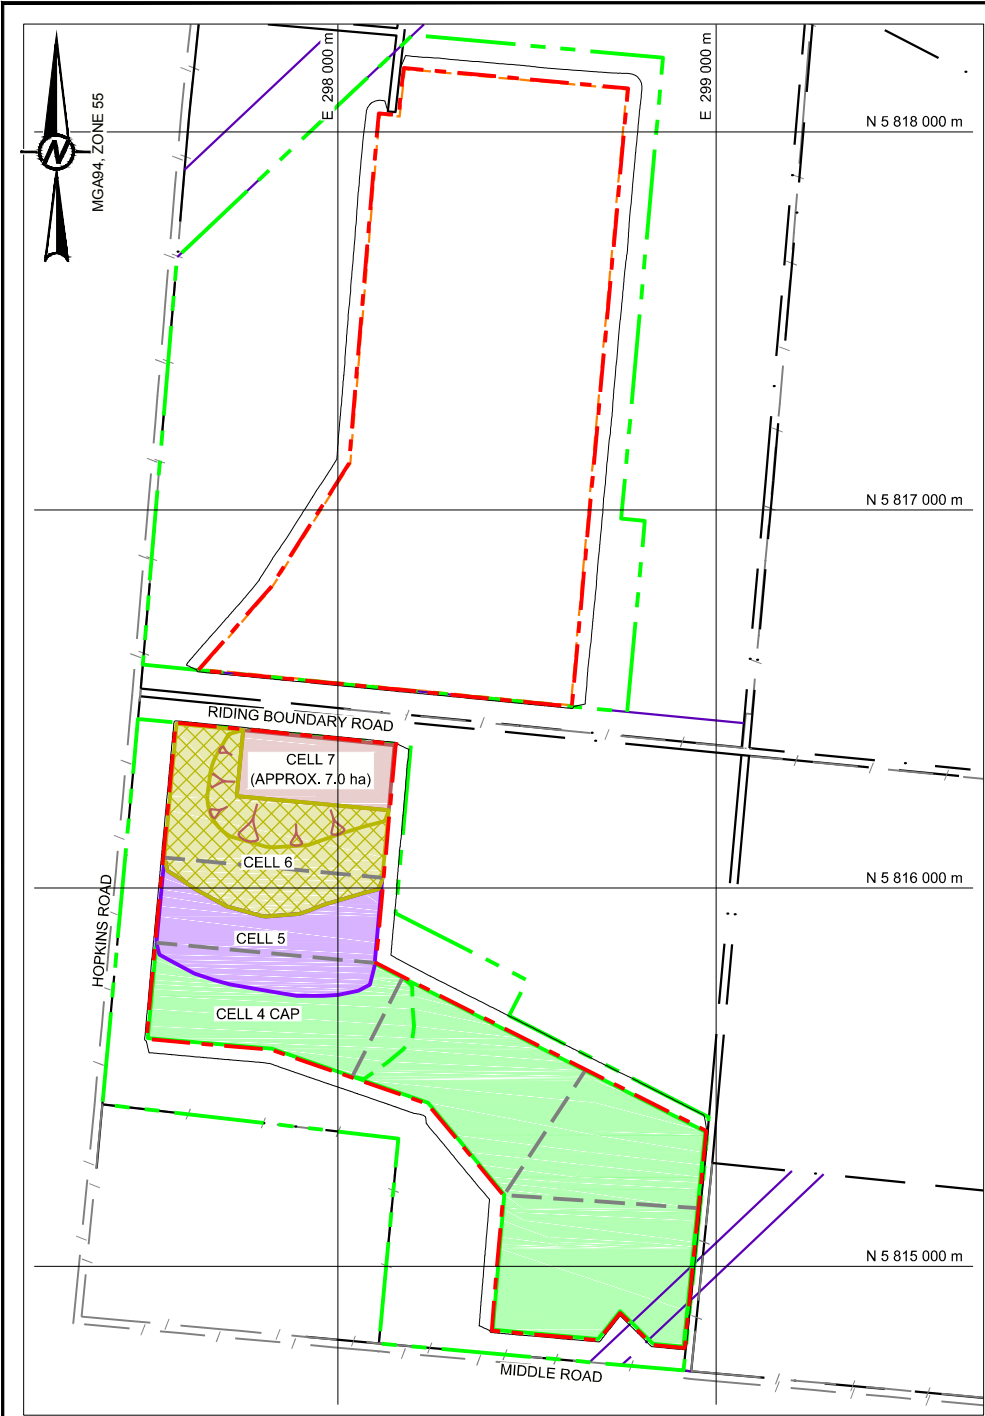 E 298 000 m
E 299 000 m
N 5 818 000 m
MGA94, ZONE 55
N
N 5 817 000 m
RIDING BOUNDARY ROAD
CELL 7
(APPROX. 7.0 ha)
CELL 6
N 5 816 000 m
HOPKINS ROAD
CELL 5
CELL 4 CAP
N 5 815 000 m
MIDDLE ROAD